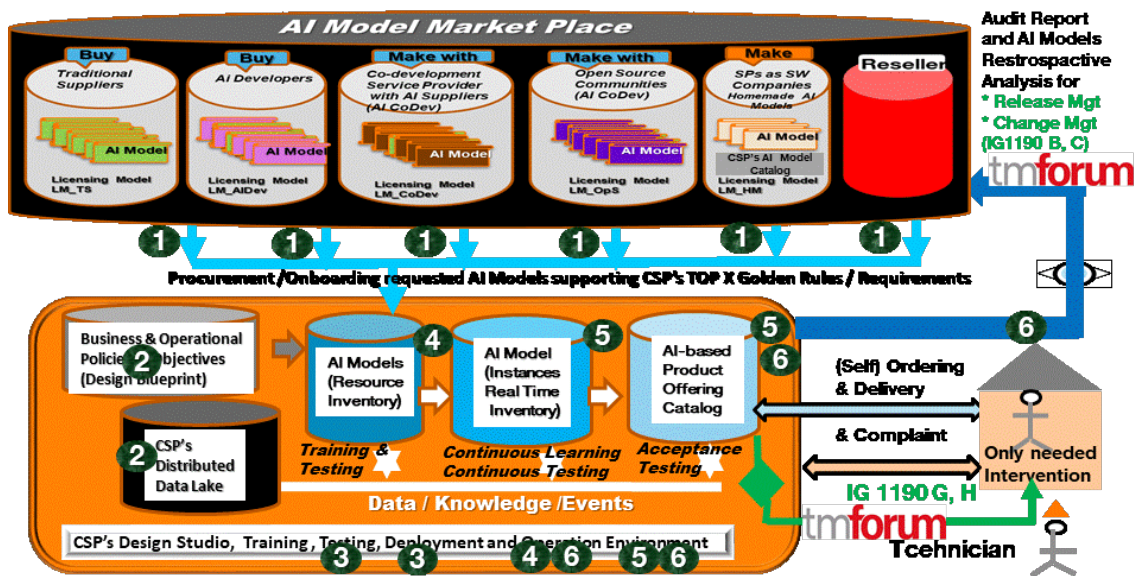 AI Model Market Place
Buy
Traditional
Suppliers
AI Model
Licensing Model
LM_TS
Buy
AI Developers
AI Model
Licensing Model
LM_AIDev
Make with
Co-development
Service Provider
with AI Suppliers
(AI CoDev)
AI Model
Licensing Model
LM_CoDev
Make with
Open Source
Communities
(AI CoDev)
AI Model
Licensing Model
LM_OpS
Make
SPs as SW
Companies
Homemade AI
Models
AI Model
CSP's AI Model
Catalog
Licensing Model
LM_HM
Reseller
Audit Report
and AI Models
Restrospactive
Analysis for
* Release Mgt
* Change Mgt
(IG1190 B, C)
tmforum
1 1 1 1 1 1
Procurement /Onboarding requested AI Models supporting CSP's TOP X Golden Rules / Requirements
Business & Operational
Policie 2 bjectives
(Design Blueprint)
2
CSP's
Distributed
Data Lake
AI Models
(Resource
Inventory)
4
AI Model
(Instances
Real Time
Inventory)
5
AI-based
Product
Offering
Catalog
5
6
6
(Self) Ordering
& Delivery
& Complaint
Only needed
Intervention
Training &
Testing
Continuous Learning
Continuous Testing
Acceptance
Testing
Data / Knowledge /Events
IG 1190 G, H
tmforum
Tcehnician
CSP's Design Studio, Training , Testing, Deployment and Operation Environment
3 3 4 6 5 6